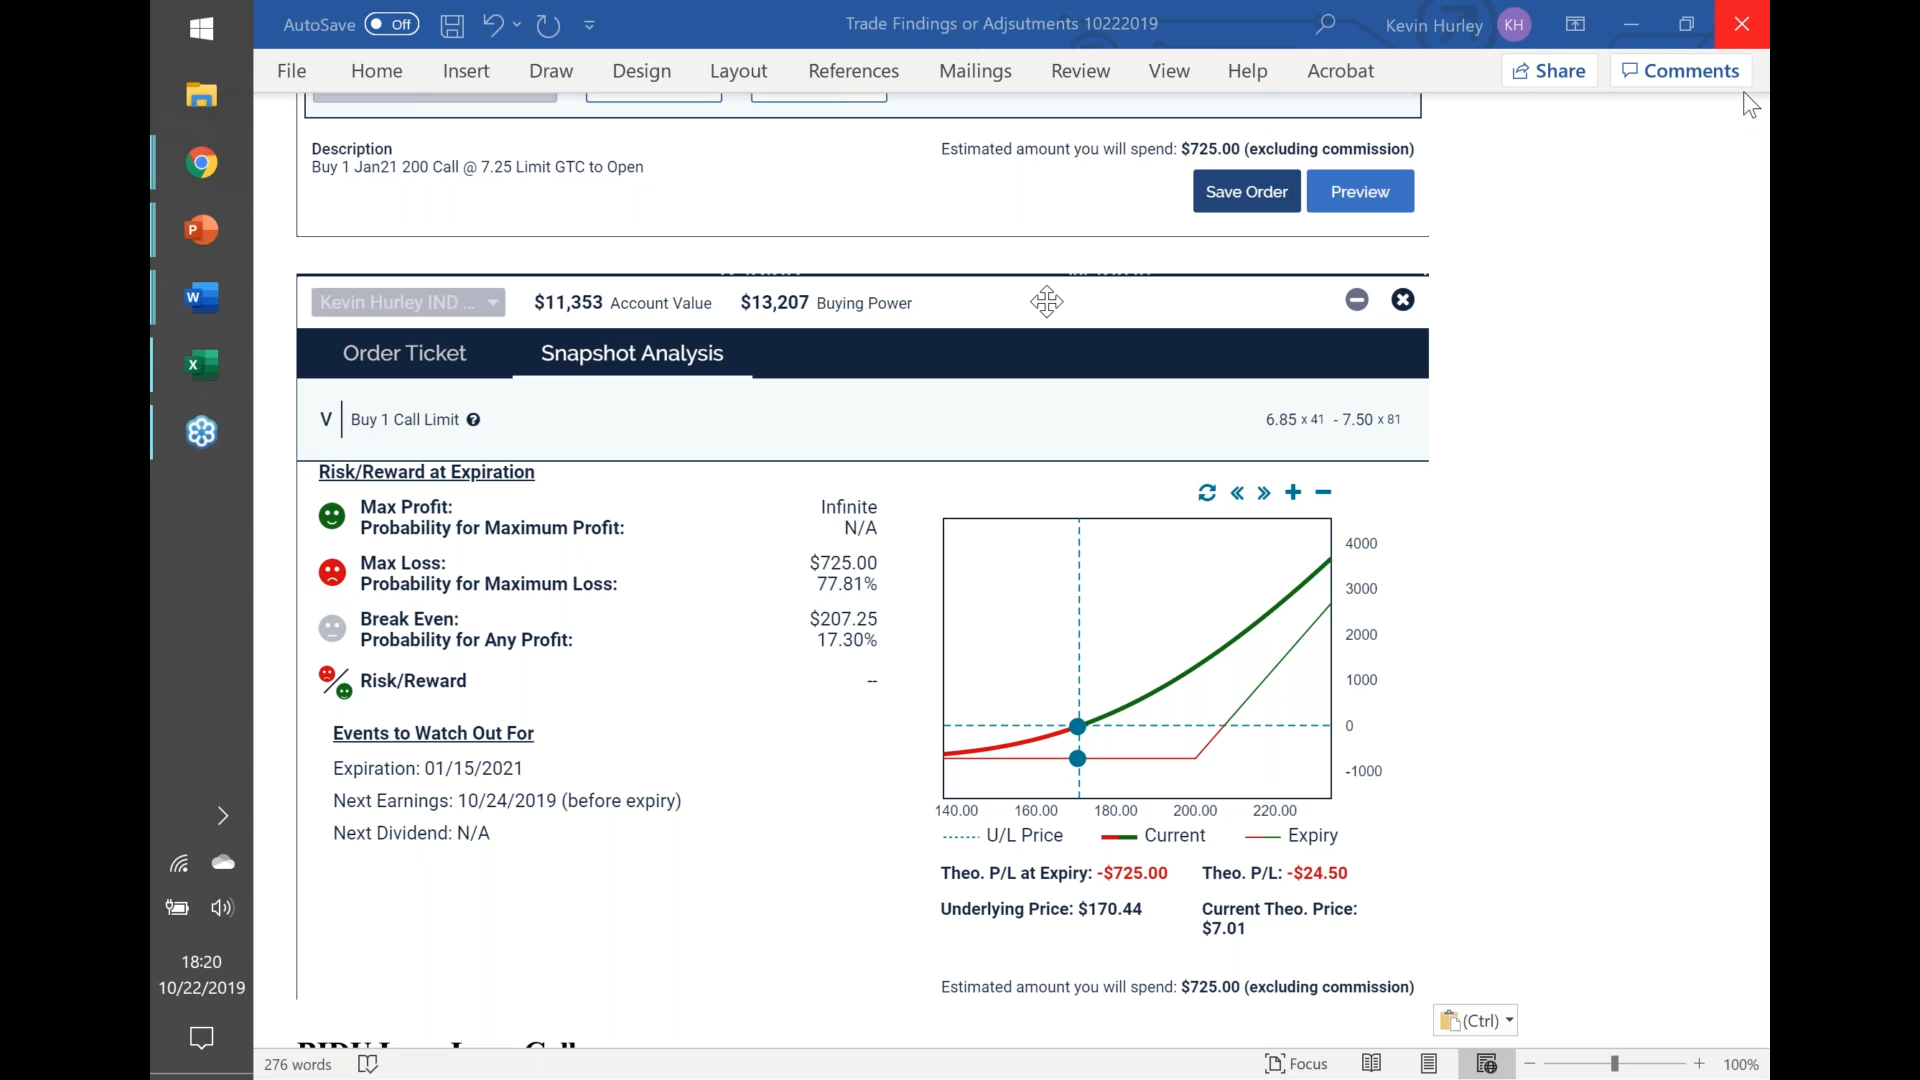 AutoSave Off
Trade Findings or Adjsutments 10222019
Kevin Hurley KH
File Home Insert Draw Design Layout References Mailings Review View Help Acrobat
Share Comments
Description
Buy 1 Jan21 200 Call @ 7.25 Limit GTC to Open
Estimated amount you will spend: $725.00 (excluding commission)
Save Order Preview
Kevin Hurley IND ... $11,353 Account Value $13,207 Buying Power
Order Ticket Snapshot Analysis
V Buy 1 Call Limit ? 6.85 x 41 - 7.50 x 81
Risk/Reward at Expiration
Max Profit: Infinite
Probability for Maximum Profit: N/A
Max Loss: $725.00
Probability for Maximum Loss: 77.81%
Break Even: $207.25
Probability for Any Profit: 17.30%
Risk/Reward --
Events to Watch Out For
Expiration: 01/15/2021
Next Earnings: 10/24/2019 (before expiry)
Next Dividend: N/A
4000
3000
2000
1000
0
-1000
140.00 160.00 180.00 200.00 220.00
U/L Price Current Expiry
Theo. P/L at Expiry: -$725.00 Theo. P/L: -$24.50
Underlying Price: $170.44 Current Theo. Price:
$7.01
Estimated amount you will spend: $725.00 (excluding commission)
(Ctrl)
18:20
10/22/2019
276 words
Focus
100%